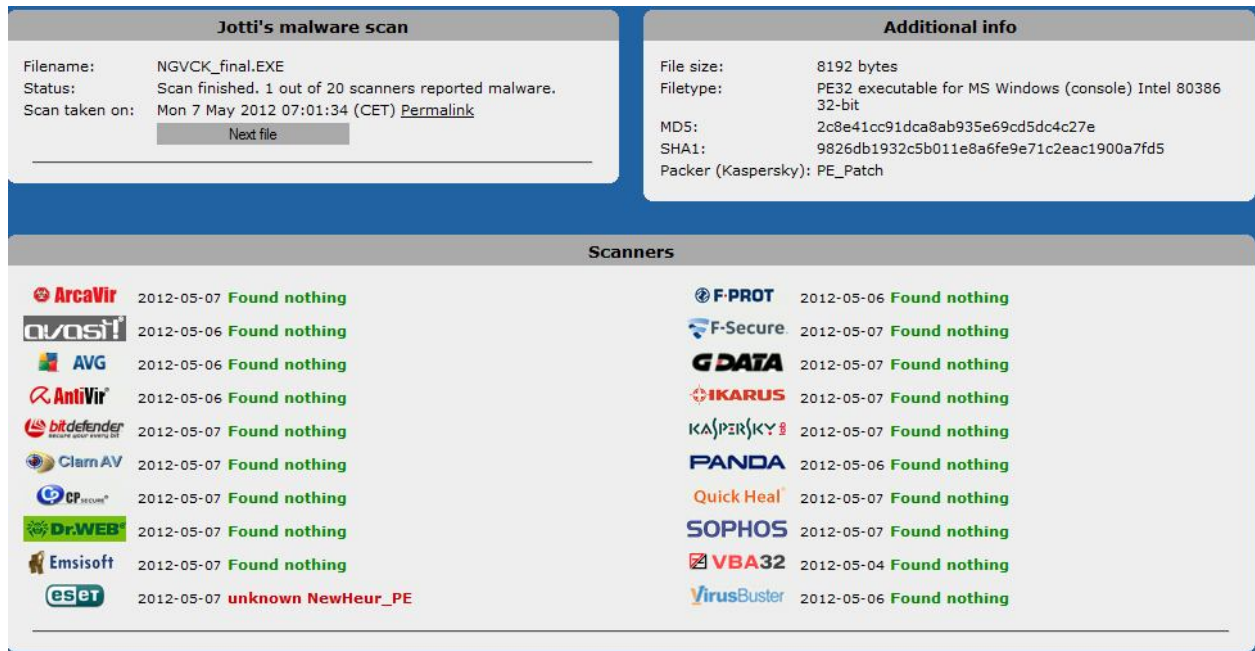 Jotti's malware scan
Filename: NGVCK_final.EXE
Status: Scan finished. 1 out of 20 scanners reported malware.
Scan taken on: Mon 7 May 2012 07:01:34 (CET) Permalink
Next file
Additional info
File size: 8192 bytes
Filetype: PE32 executable for MS Windows (console) Intel 80386
32-bit
MD5: 2c8e41cc91dca8ab935e69cd5dc4c27e
SHA1: 9826db1932c5b011e8a6fe9e71c2eac1900a7fd5
Packer (Kaspersky): PE_Patch
Scanners
ArcaVir 2012-05-07 Found nothing
avast! 2012-05-06 Found nothing
AVG 2012-05-06 Found nothing
AntiVir 2012-05-06 Found nothing
bitdefender secure your every bit 2012-05-07 Found nothing
ClamAV 2012-05-07 Found nothing
CP SECURE 2012-05-07 Found nothing
Dr.WEB 2012-05-07 Found nothing
Emsisoft 2012-05-07 Found nothing
eseT 2012-05-07 unknown NewHeur_PE
F-PROT 2012-05-06 Found nothing
F-Secure 2012-05-07 Found nothing
G DATA 2012-05-07 Found nothing
IKARUS 2012-05-07 Found nothing
KASPERSKY 2012-05-07 Found nothing
PANDA 2012-05-06 Found nothing
Quick Heal 2012-05-07 Found nothing
SOPHOS 2012-05-07 Found nothing
VBA32 2012-05-04 Found nothing
VirusBuster 2012-05-06 Found nothing